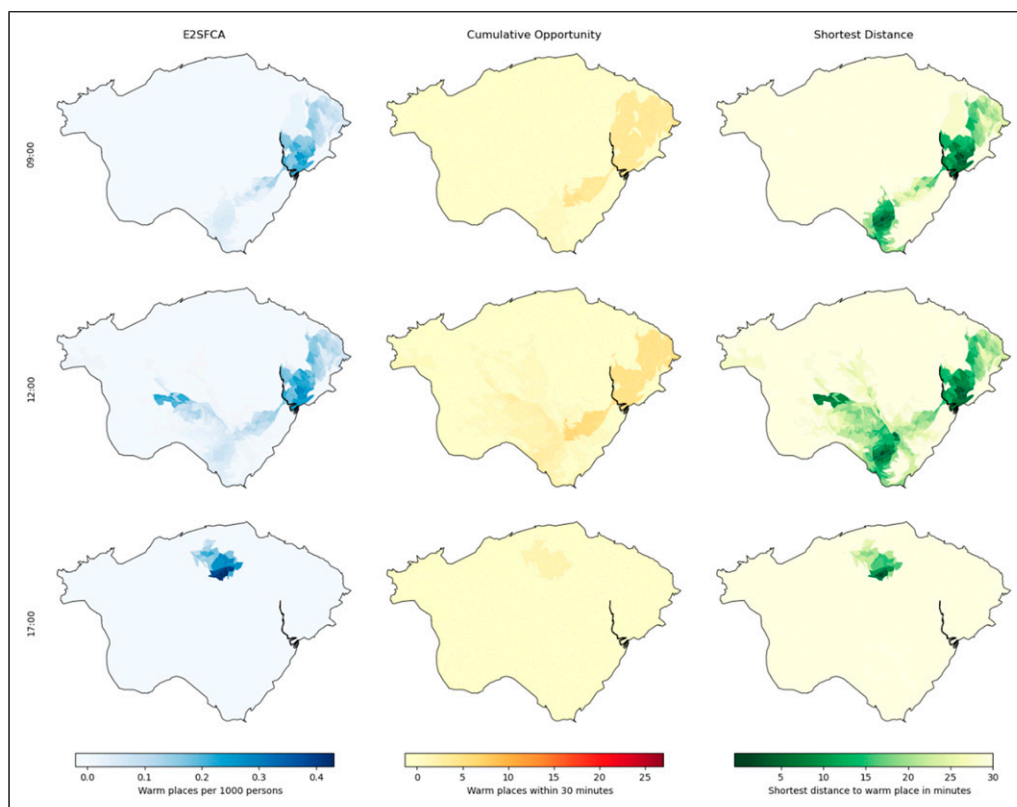 E2SFCA Cumulative Opportunity Shortest Distance
09:00
12:00
17:00
0.0 0.1 0.2 0.3 0.4 0 5 10 15 20 25 5 10 15 20 25 30
Warm places per 1000 persons Warm places within 30 minutes Shortest distance to warm place in minutes